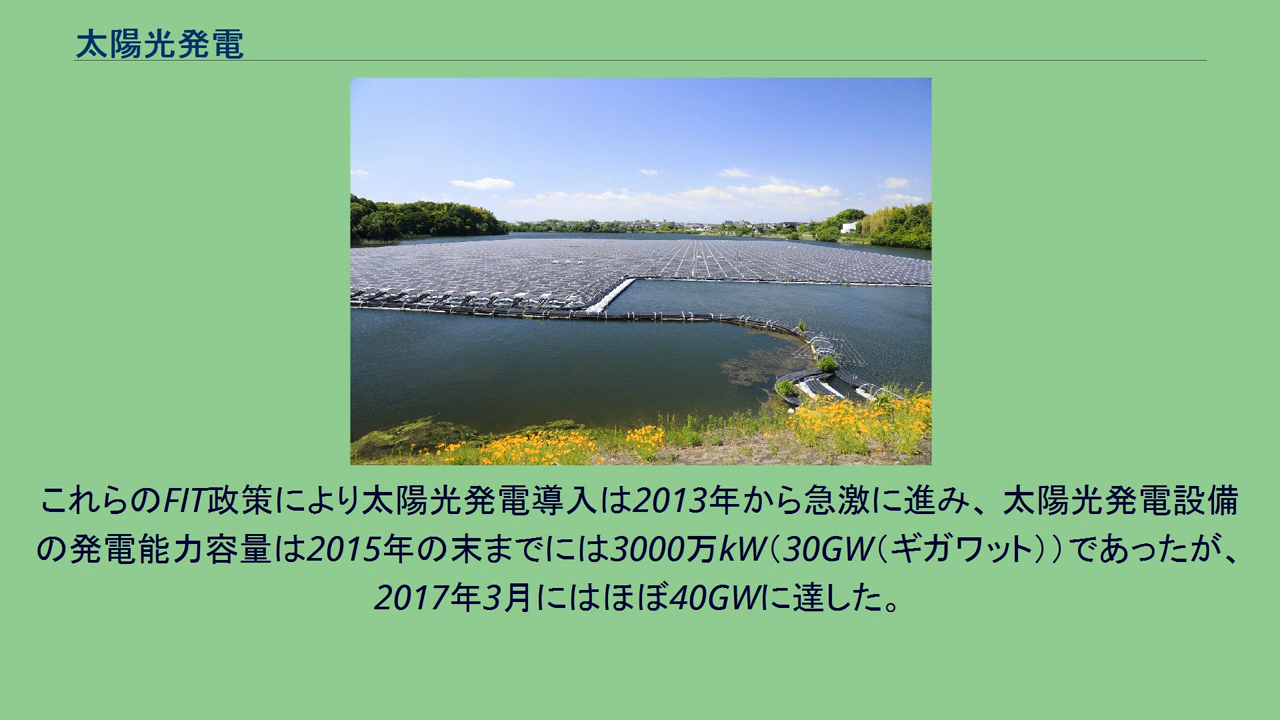 太陽光発電
これらのFIT政策により太陽光発電導入は2013年から急激に進み、太陽光発電設備
の発電能力容量は2015年の末までには3000万kW（30GW（ギガワット））であったが、
2017年3月にはほぼ40GWに達した。